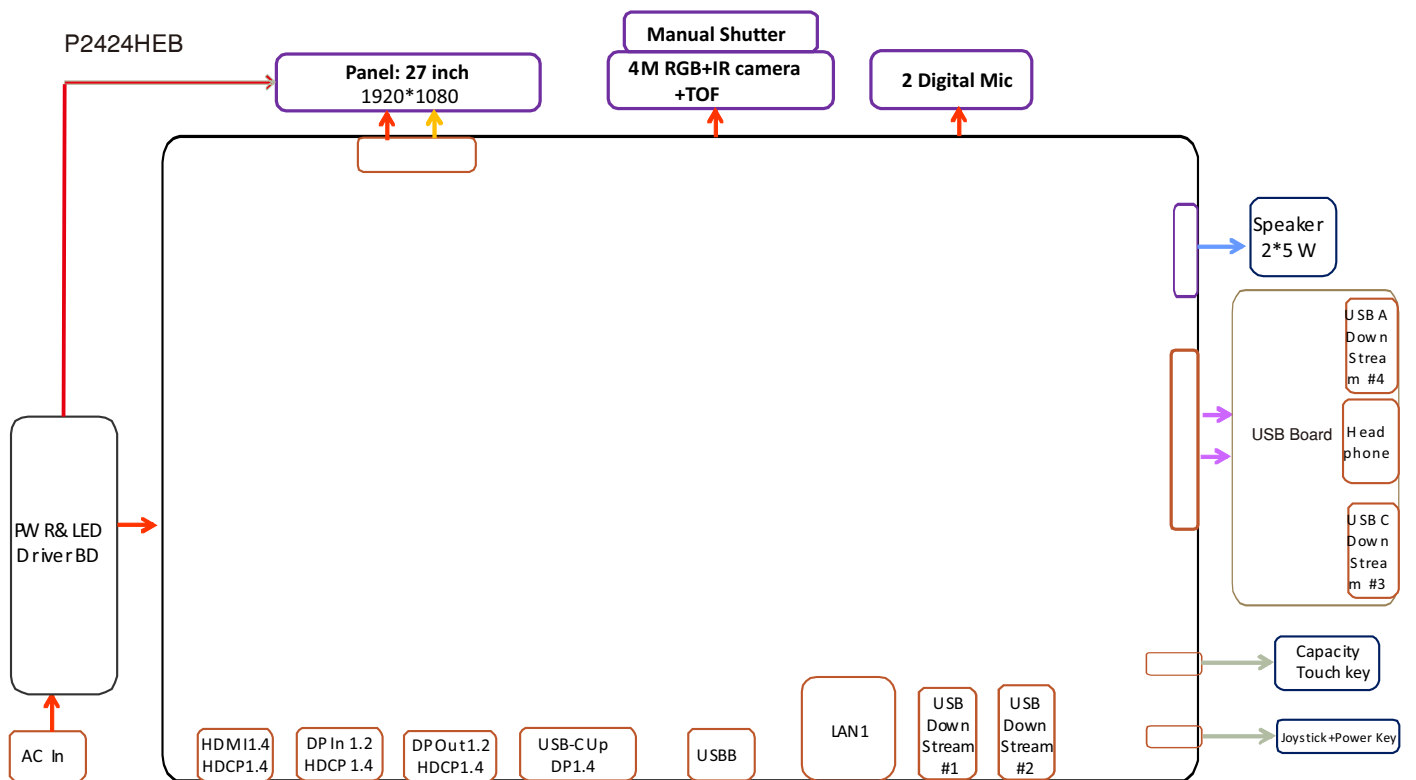 P2424HEB
Manual Shutter
Panel: 27 inch
1920*1080
4M RGB+IR camera
+TOF
2 Digital Mic
Speaker
2*5 W
USB A
Down
Strea
m #4
USB Board
Head
phone
USB C
Down
Strea
m #3
PWR&LED
Driver BD
Capacity
Touch key
Joystick+Power Key
AC In
HDMI1.4
HDCP1.4
DP In 1.2
HDCP 1.4
DP Out1.2
HDCP1.4
USB-C Up
DP1.4
USBB
LAN1
USB
Down
Stream
#1
USB
Down
Stream
#2